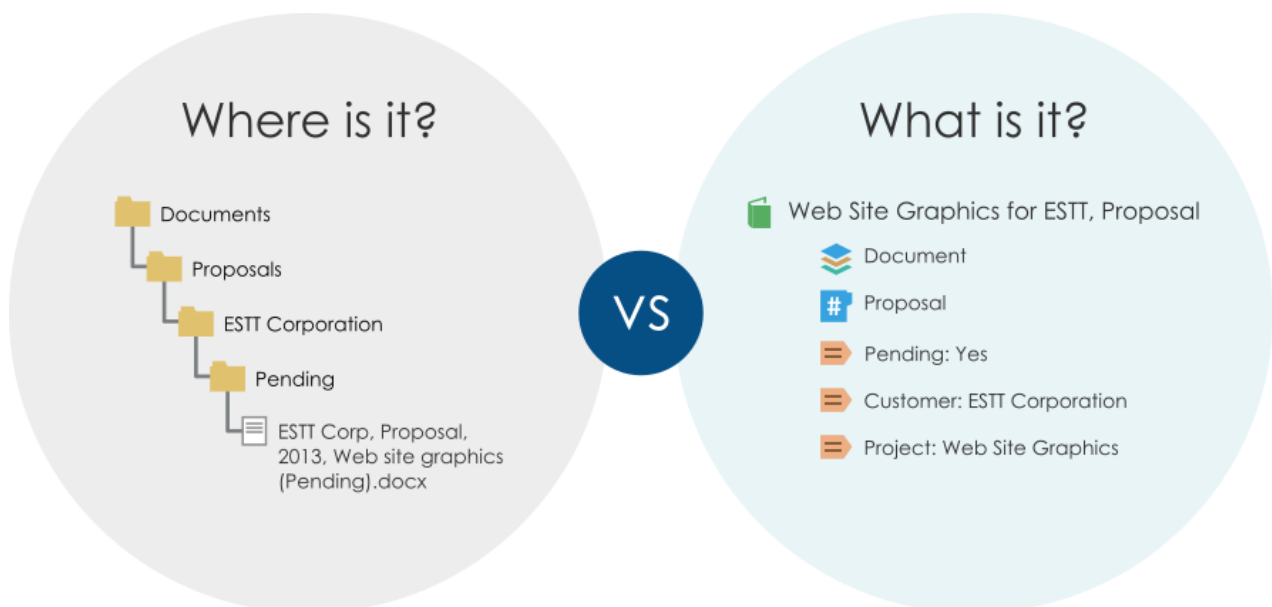 Where is it?
Documents
Proposals
ESTT Corporation
Pending
ESTT Corp, Proposal,
2013, Web site graphics
(Pending).docx
VS
What is it?
Web Site Graphics for ESTT, Proposal
Document
# Proposal
Pending: Yes
Customer: ESTT Corporation
Project: Web Site Graphics